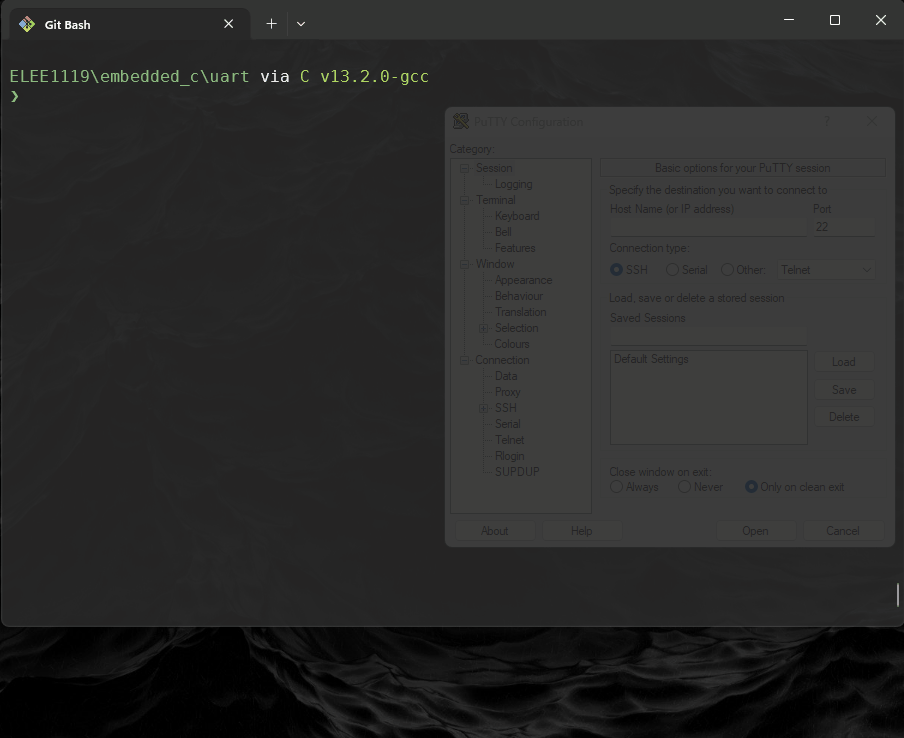 Git Bash
ELEE1119\embedded_c\uart via C v13.2.0-gcc
❯
PuTTY Configuration
?
Category:
Session
Logging
Terminal
Keyboard
Bell
Features
Window
Appearance
Behaviour
Translation
Selection
Colours
Connection
Data
Proxy
SSH
Serial
Telnet
Rlogin
SUPDUP
Basic options for your PuTTY session
Specify the destination you want to connect to
Host Name (or IP address) Port
22
Connection type:
SSH Serial Other: Telnet
Load, save or delete a stored session
Saved Sessions
Default Settings
Load
Save
Delete
Close window on exit:
Always Never Only on clean exit
About Help Open Cancel